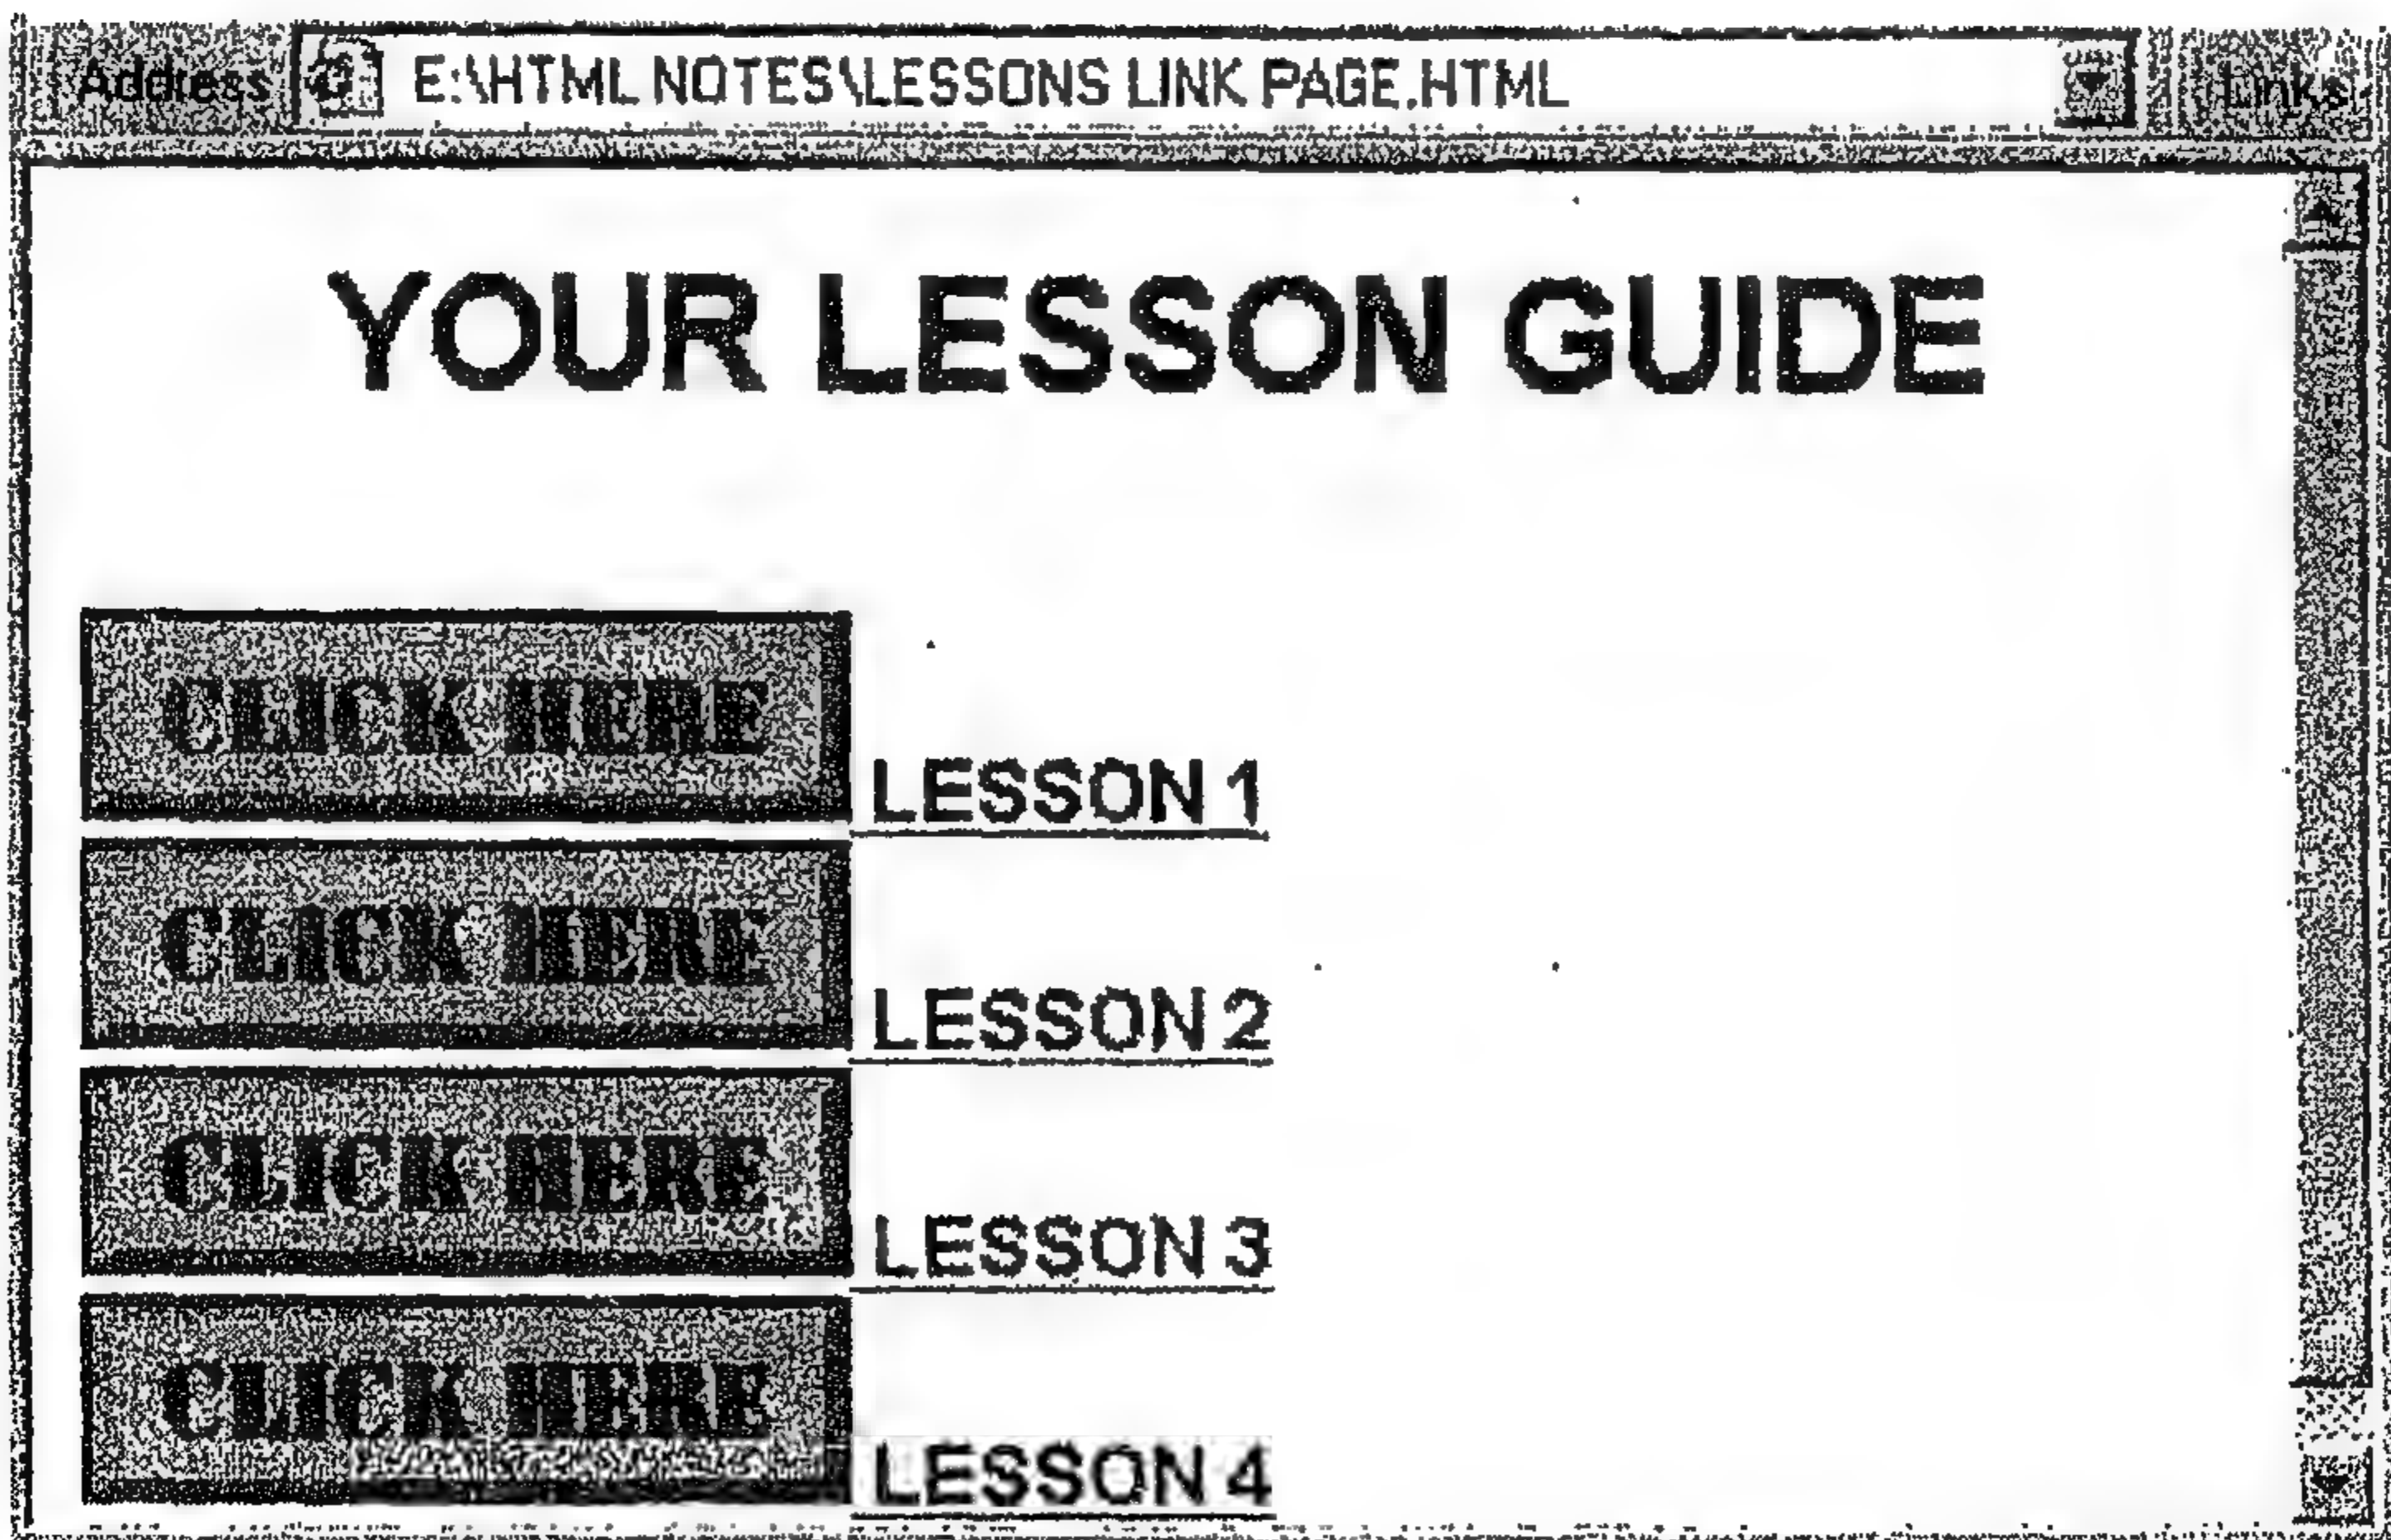 Address E:\HTML NOTES\LESSONS LINK PAGE.HTML Links
YOUR LESSON GUIDE
CLICK HERE LESSON 1
CLICK HERE LESSON 2
CLICK HERE LESSON 3
CLICK HERE LESSON 4